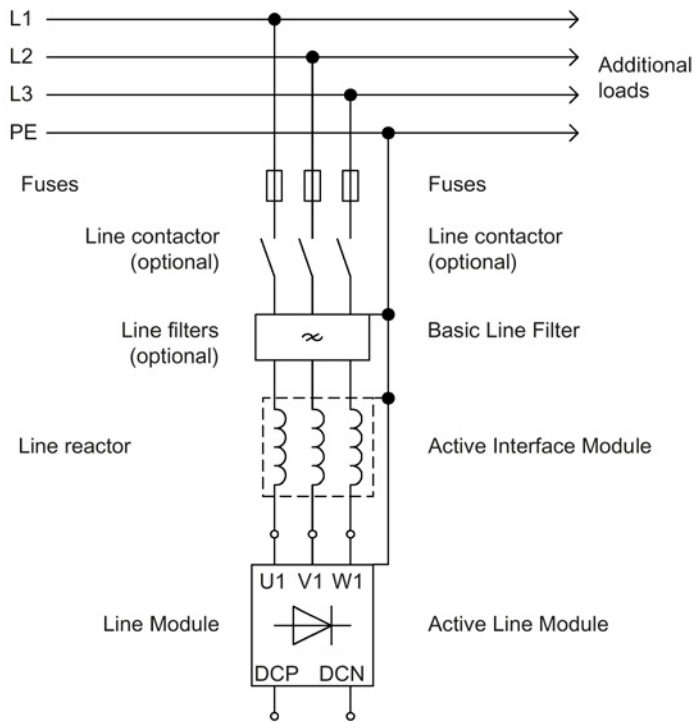 L1
L2
L3
PE
Additional
loads
Fuses
Fuses
Line contactor
(optional)
Line contactor
(optional)
Line filters
(optional)
Basic Line Filter
Line reactor
Active Interface Module
U1 V1 W1
Line Module
Active Line Module
DCP DCN